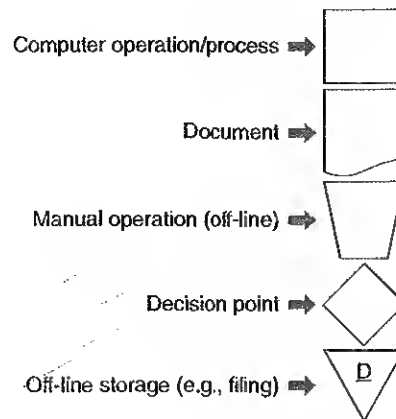 Computer operation/process
Document
Manual operation (off-line)
Decision point
D
Off-line storage (e.g., filing)